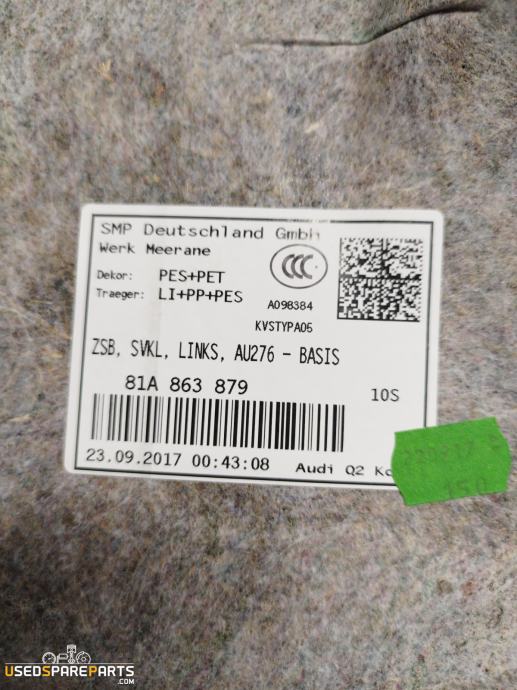 SMP Deutschland Gmbh
Werk Meerane
Dekor: PES+PET
Traeger: LI+PP+PES
CCC
A098384
KVSTYPA05
ZSB, SVKL, LINKS, AU276 - BASIS
81A 863 879
10S
23.09.2017 00:43:08 Audi Q2
150
USEDSPAREPARTS
.COM